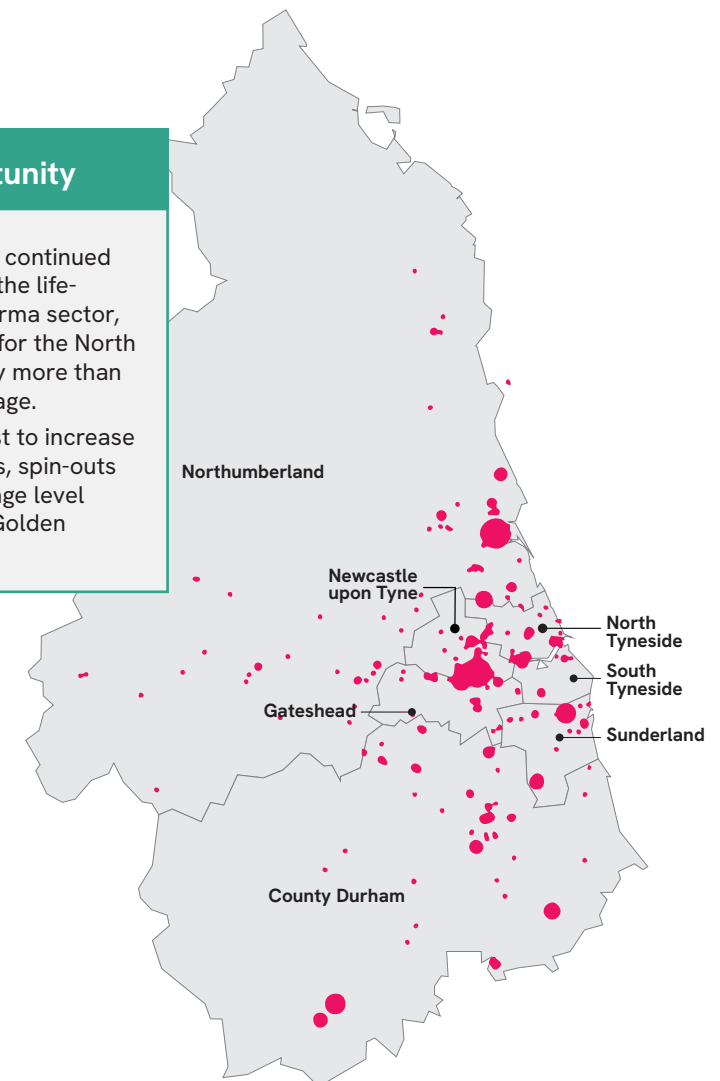 tunity
continued
the life-
rma sector,
for the North
y more than
age.
st to increase
s, spin-outs
ge level
Golden
Northumberland
Newcastle
upon Tyne
North
Tyneside
South
Tyneside
Gateshead
Sunderland
County Durham